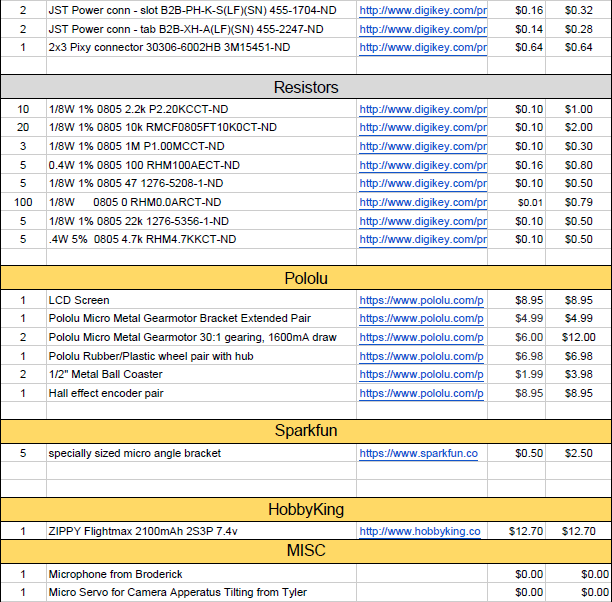 2 JST Power conn - slot B2B-PH-K-S(LF)(SN) 455-1704-ND http://www.digikey.com/pr $0.16 $0.32
2 JST Power conn - tab B2B-XH-A(LF)(SN) 455-2247-ND http://www.digikey.com/pr $0.14 $0.28
1 2x3 Pixy connector 30306-6002HB 3M15451-ND http://www.digikey.com/pr $0.64 $0.64
Resistors
10 1/8W 1% 0805 2.2k P2.20KCCT-ND http://www.digikey.com/pr $0.10 $1.00
20 1/8W 1% 0805 10k RMCF0805FT10K0CT-ND http://www.digikey.com/pr $0.10 $2.00
3 1/8W 1% 0805 1M P1.00MCCT-ND http://www.digikey.com/pr $0.10 $0.30
5 0.4W 1% 0805 100 RHM100AECT-ND http://www.digikey.com/pr $0.16 $0.80
5 1/8W 1% 0805 47 1276-5208-1-ND http://www.digikey.com/pr $0.10 $0.50
100 1/8W 0805 0 RHM0.0ARCT-ND http://www.digikey.com/pr $0.01 $0.79
5 1/8W 1% 0805 22k 1276-5356-1-ND http://www.digikey.com/pr $0.10 $0.50
5 .4W 5% 0805 4.7k RHM4.7KKCT-ND http://www.digikey.com/pr $0.10 $0.50
Pololu
1 LCD Screen https://www.pololu.com/p $8.95 $8.95
1 Pololu Micro Metal Gearmotor Bracket Extended Pair https://www.pololu.com/p $4.99 $4.99
2 Pololu Micro Metal Gearmotor 30:1 gearing, 1600mA draw https://www.pololu.com/p $6.00 $12.00
1 Pololu Rubber/Plastic wheel pair with hub https://www.pololu.com/p $6.98 $6.98
2 1/2" Metal Ball Coaster https://www.pololu.com/p $1.99 $3.98
1 Hall effect encoder pair https://www.pololu.com/p $8.95 $8.95
Sparkfun
5 specially sized micro angle bracket https://www.sparkfun.co $0.50 $2.50
HobbyKing
1 ZIPPY Flightmax 2100mAh 2S3P 7.4v http://www.hobbyking.co $12.70 $12.70
MISC
1 Microphone from Broderick $0.00 $0.00
1 Micro Servo for Camera Apperatus Tilting from Tyler $0.00 $0.00